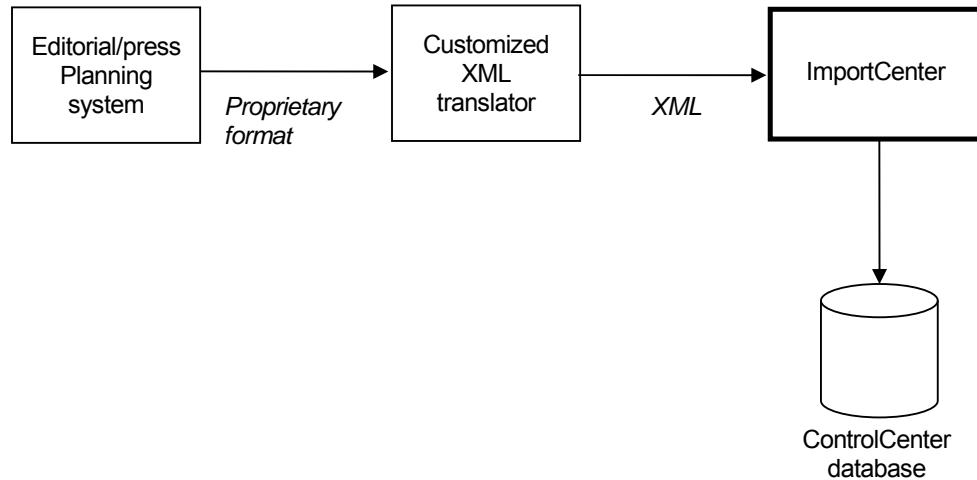 Editorial/press
Planning
system
Proprietary
format
Customized
XML
translator
XML
ImportCenter
ControlCenter
database